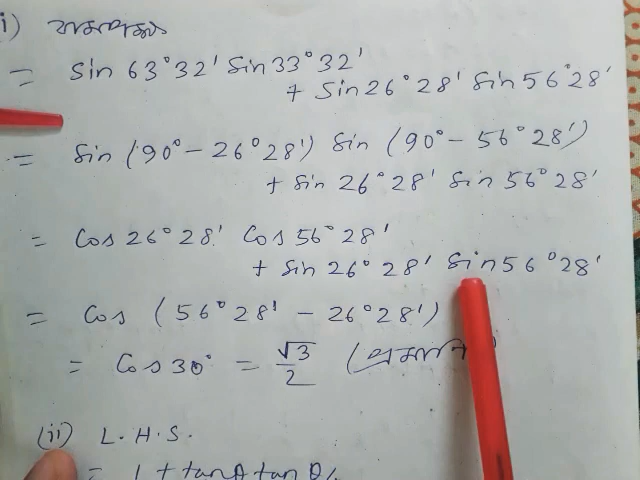 i) বামপক্ষ
= Sin 63°32' Sin 33°32'
+ Sin 26°28' Sin 56°28'
= Sin (90° - 26°28') Sin (90° - 56°28')
+ Sin 26°28' Sin 56°28'
= Cos 26°28' Cos 56°28'
+ Sin 26°28' Sin 56°28'
= Cos (56°28' - 26°28')
= Cos 30° = √3/2
(ii) L.H.S.